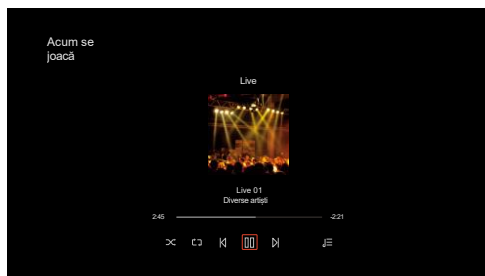 Acum se
joacă
Live
Live 01
Diverse artiști
2:45
-2:21